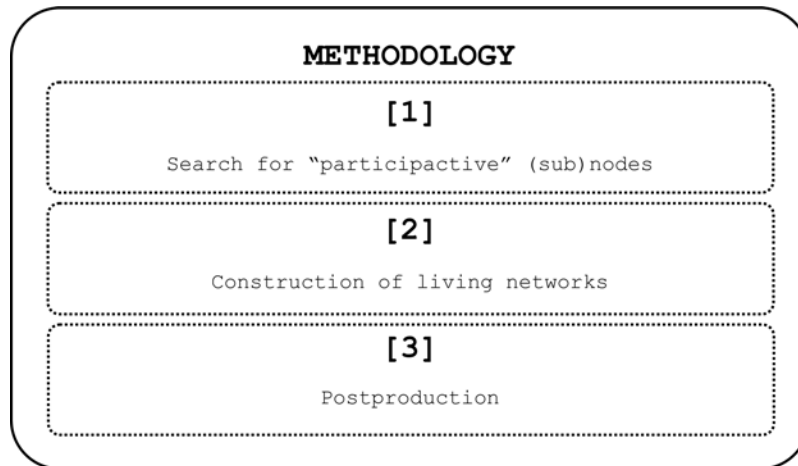 METHODOLOGY
[1]
Search for “participactive” (sub)nodes
[2]
Construction of living networks
[3]
Postproduction